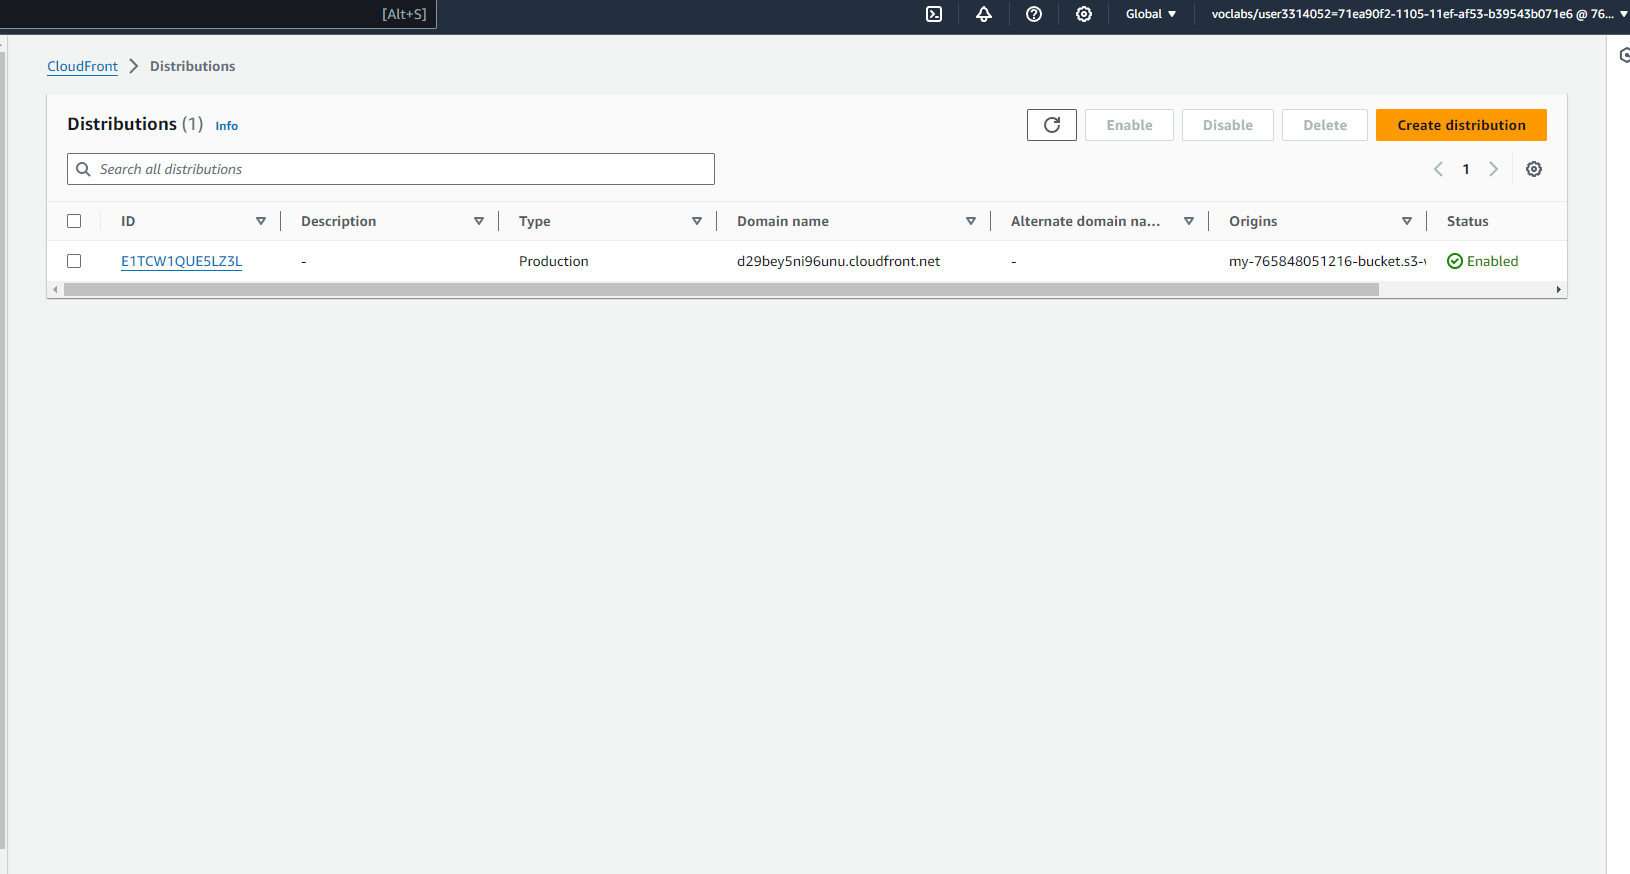 [Alt+S]
Global
voclabs/user3314052=71ea90f2-1105-11ef-af53-b39543b071e6 @ 76...
CloudFront
Distributions
Distributions (1) Info
Enable
Disable
Delete
Create distribution
Search all distributions
1
ID
Description
Type
Domain name
Alternate domain na...
Origins
Status
E1TCW1QUE5LZ3L
-
Production
d29bey5ni96unu.cloudfront.net
-
my-765848051216-bucket.s3-
Enabled